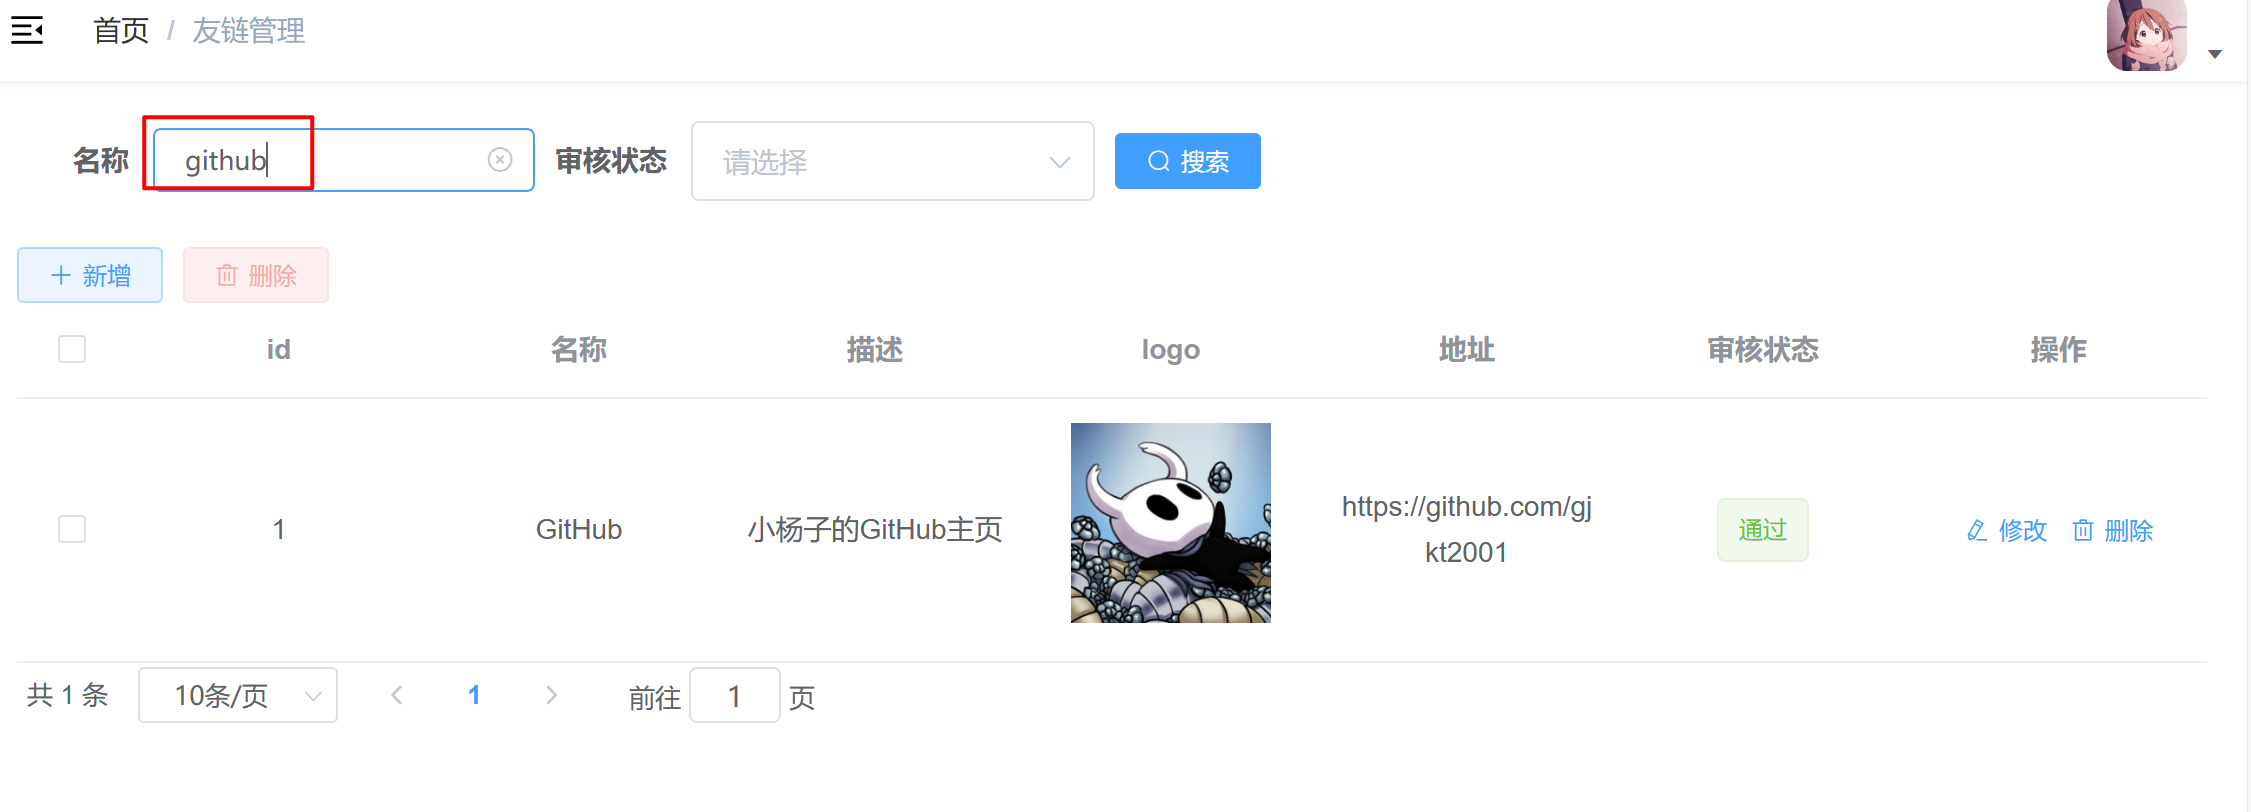 首页 / 友链管理
名称 github 审核状态 请选择 搜索
新增 删除
id 名称 描述 logo 地址 审核状态 操作
1 GitHub 小杨子的GitHub主页 https://github.com/gj 通过 修改 删除
kt2001
共 1 条 10条/页 1 前往 1 页